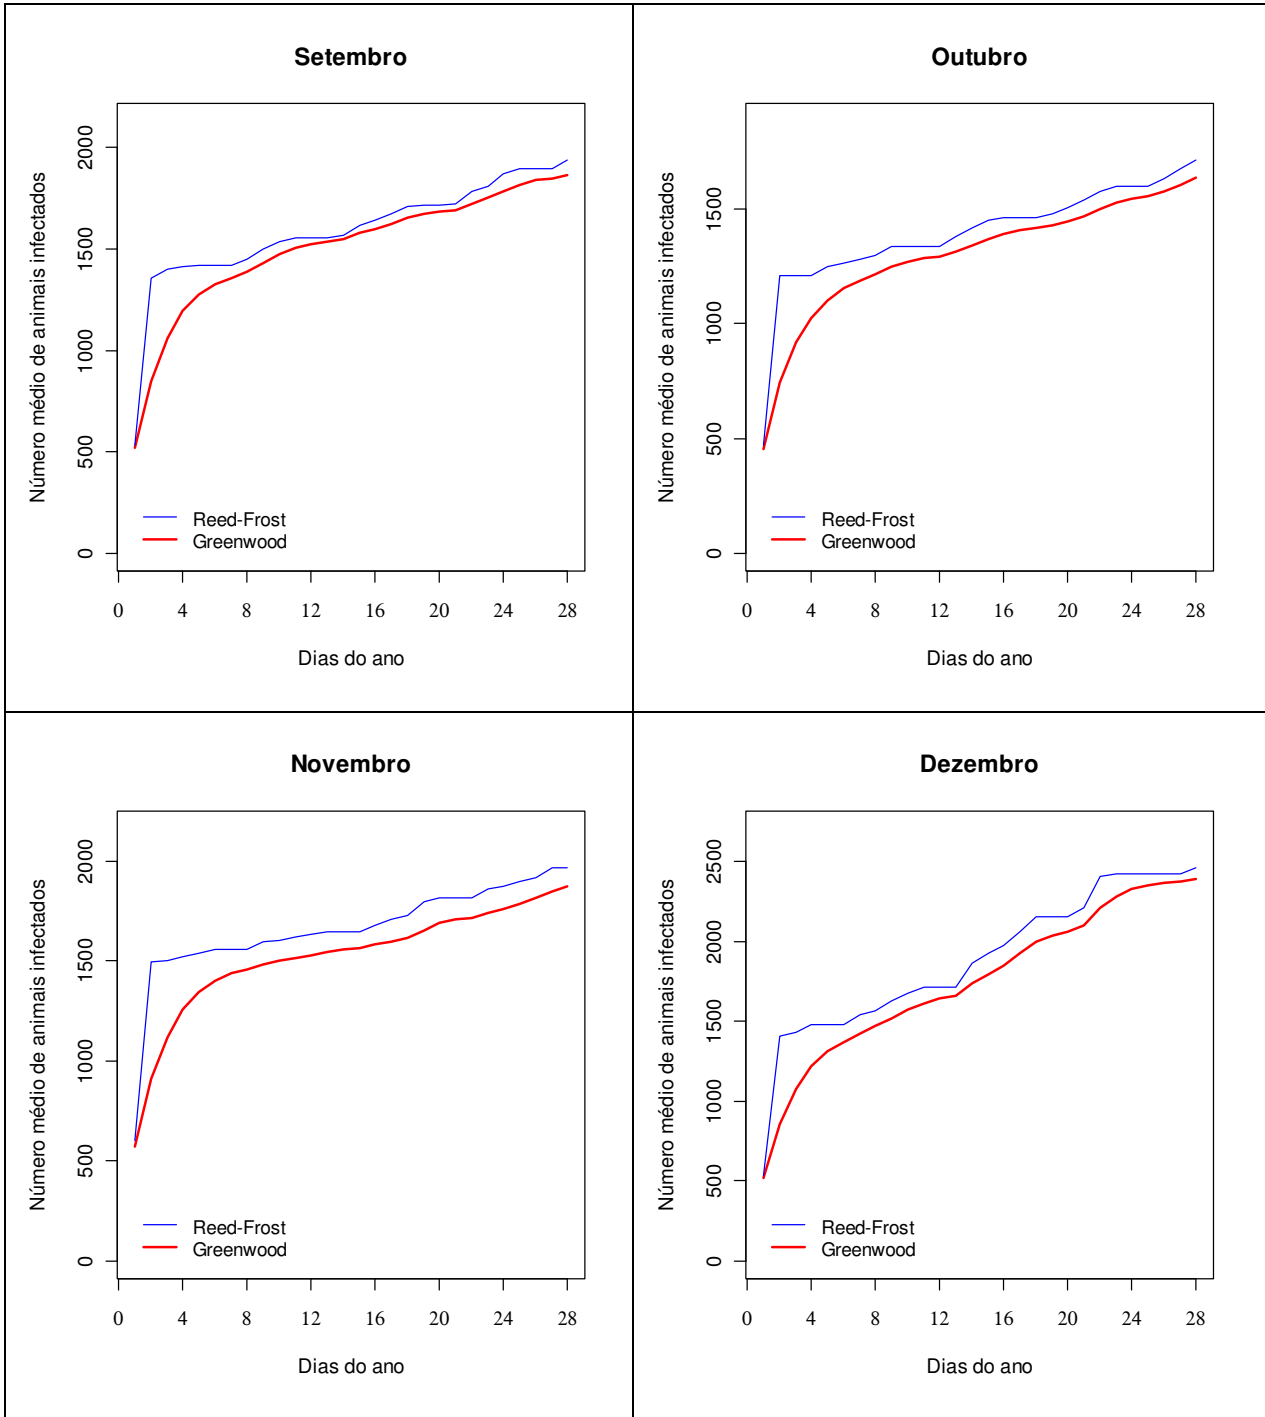 Setembro
Número médio de animais infectados
2000
1500
1000
500
0
Reed-Frost
Greenwood
0 4 8 12 16 20 24 28
Dias do ano
Outubro
Número médio de animais infectados
1500
1000
500
0
Reed-Frost
Greenwood
0 4 8 12 16 20 24 28
Dias do ano
Novembro
Número médio de animais infectados
2000
1500
1000
500
0
Reed-Frost
Greenwood
0 4 8 12 16 20 24 28
Dias do ano
Dezembro
Número médio de animais infectados
2500
2000
1500
1000
500
0
Reed-Frost
Greenwood
0 4 8 12 16 20 24 28
Dias do ano